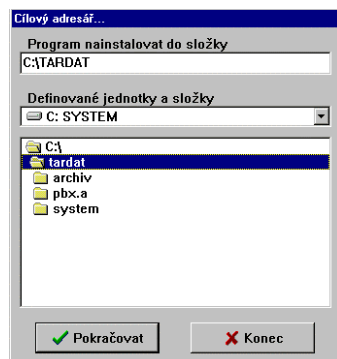 Cílový adresář...
Program nainstalovat do složky
C:\TARDAT
Definované jednotky a složky
C: SYSTEM
C:\
tardat
archiv
pbx.a
system
Pokračovat
Konec